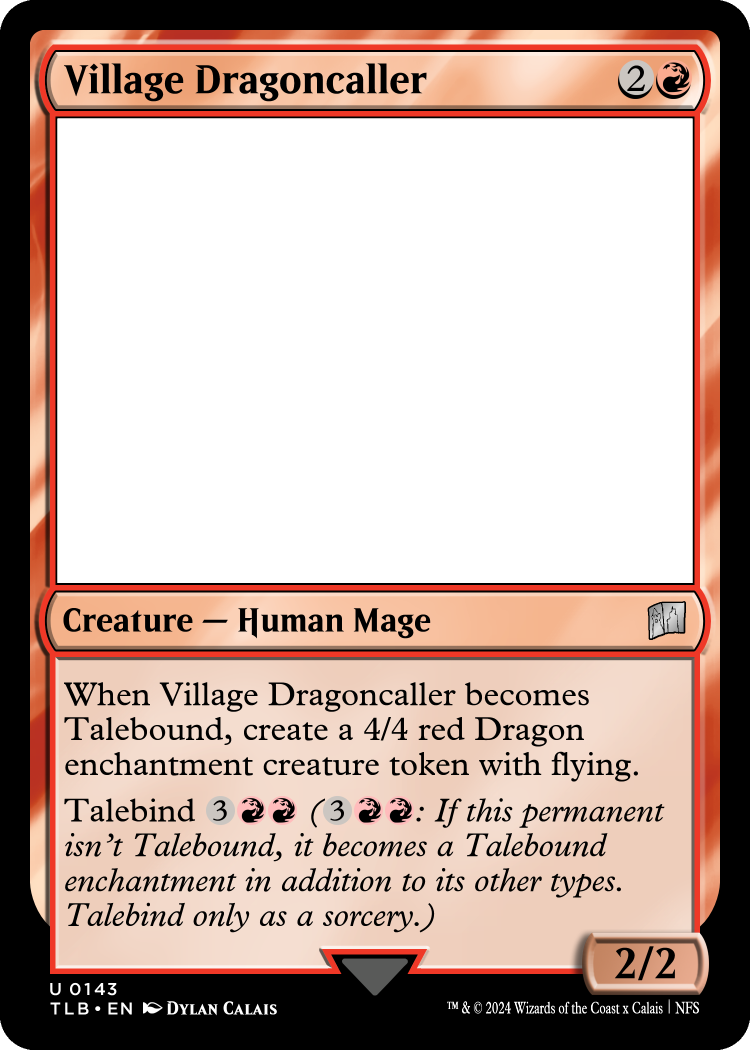 Village Dragoncaller 2
Creature — Human Mage
When Village Dragoncaller becomes
Talebound, create a 4/4 red Dragon
enchantment creature token with flying.
Talebind 3 (3: If this permanent
isn't Talebound, it becomes a Talebound
enchantment in addition to its other types.
Talebind only as a sorcery.)
2/2
U 0143
TLB • EN DYLAN CALAIS
™ & © 2024 Wizards of the Coast x Calais | NFS